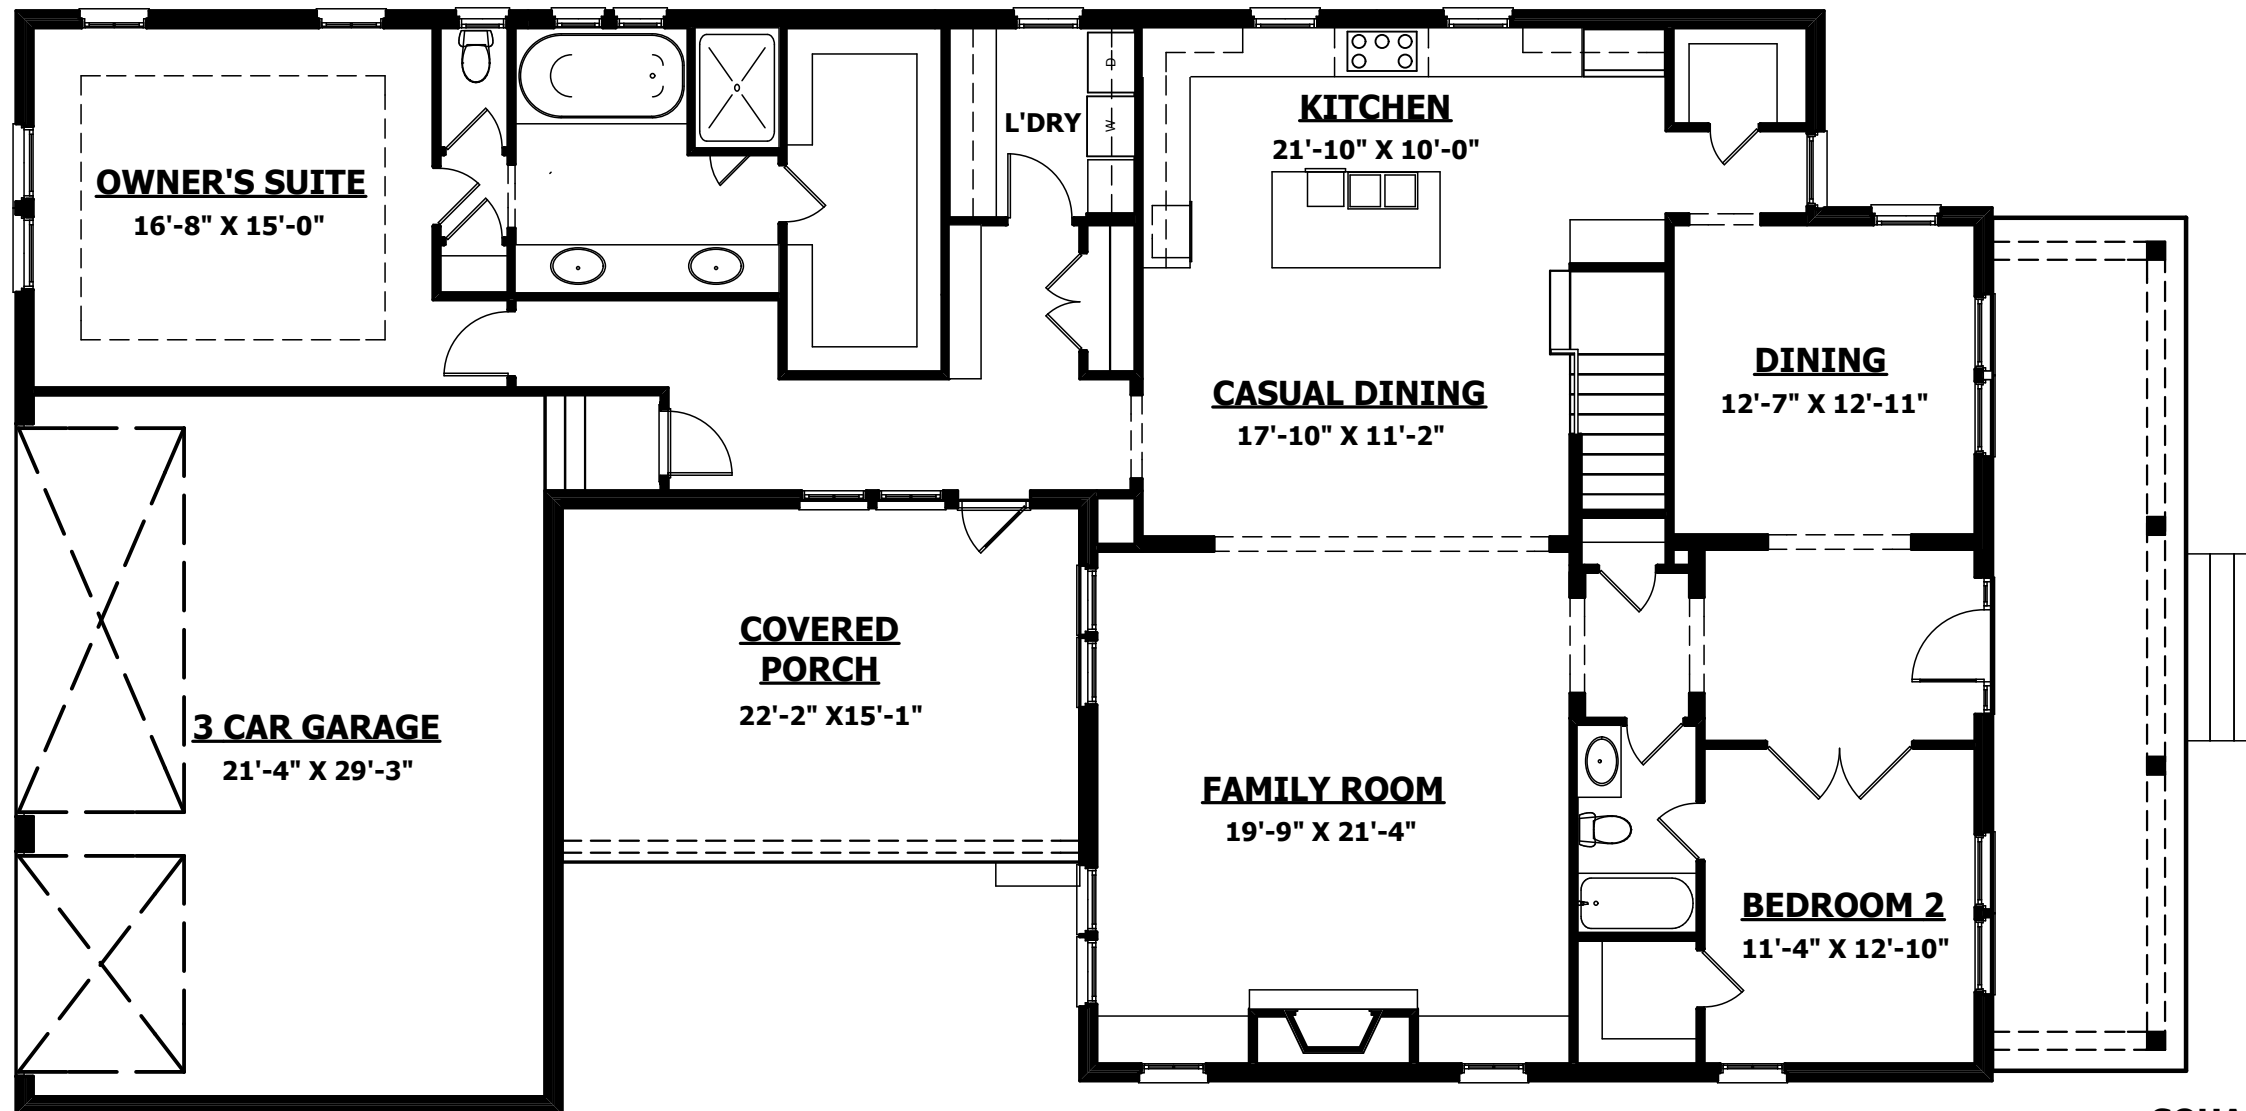 OWNER'S SUITE
16'-8" X 15'-0"
L'DRY
D
W
KITCHEN
21'-10" X 10'-0"
CASUAL DINING
17'-10" X 11'-2"
DINING
12'-7" X 12'-11"
COVERED
PORCH
22'-2" X15'-1"
3 CAR GARAGE
21'-4" X 29'-3"
FAMILY ROOM
19'-9" X 21'-4"
BEDROOM 2
11'-4" X 12'-10"